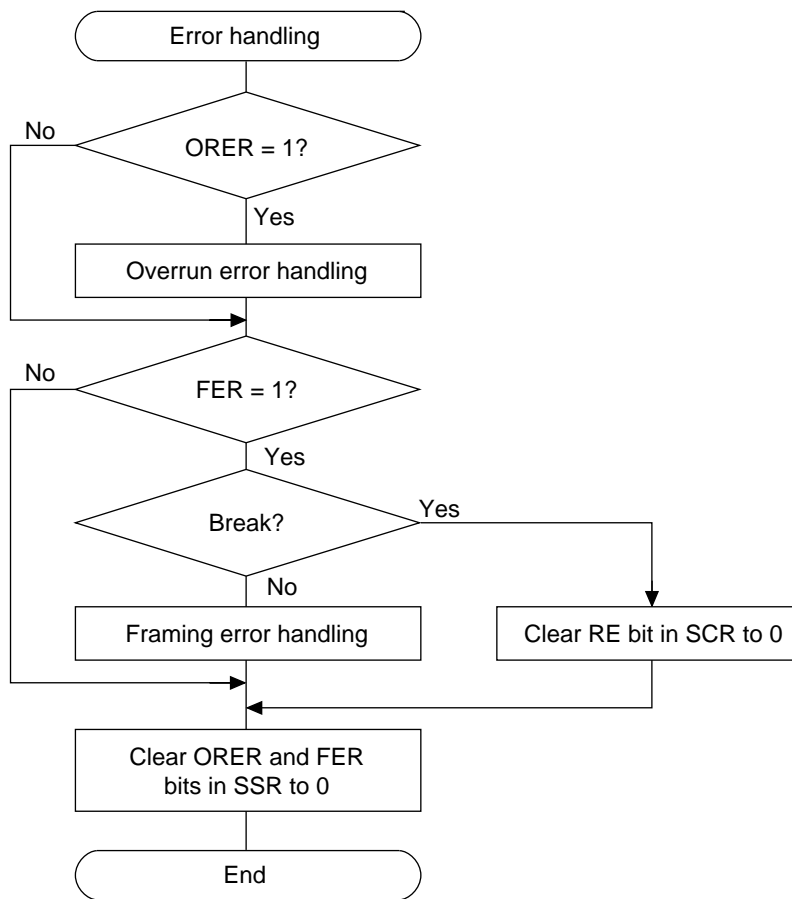 Error handling
No
ORER = 1?
Yes
Overrun error handling
No
FER = 1?
Yes
Break?
Yes
No
Framing error handling
Clear RE bit in SCR to 0
Clear ORER and FER
bits in SSR to 0
End